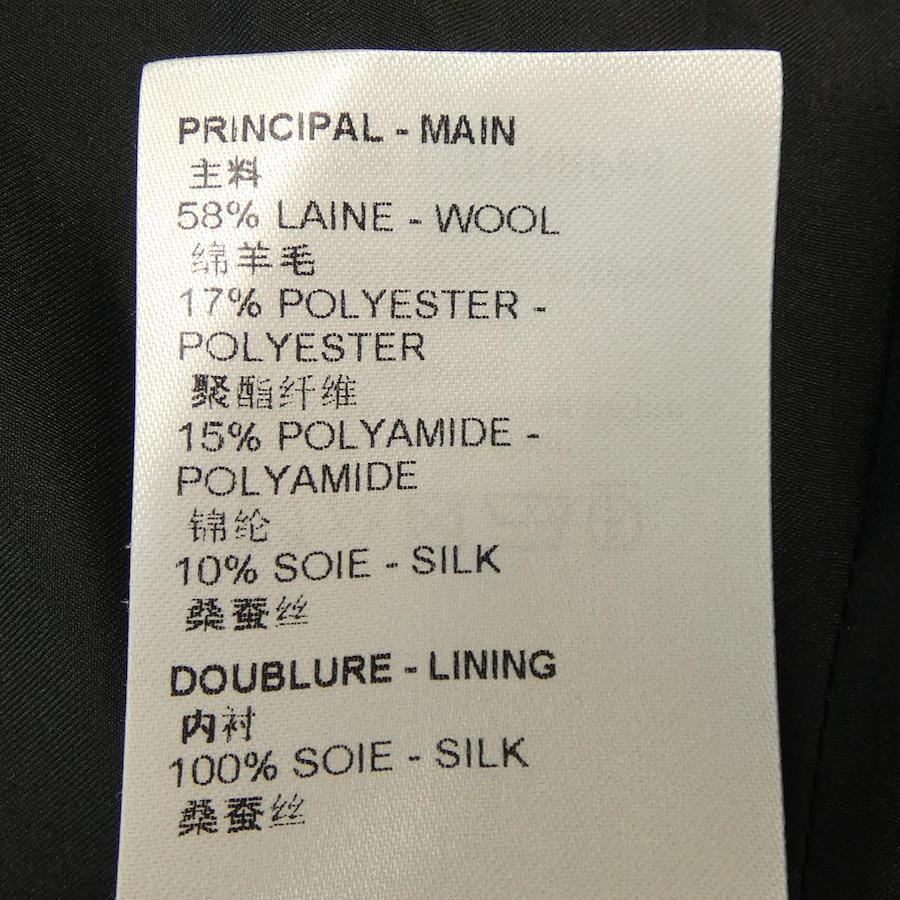 PRINCIPAL - MAIN
主料
58% LAINE - WOOL
绵羊毛
17% POLYESTER -
POLYESTER
聚酯纤维
15% POLYAMIDE -
POLYAMIDE
锦纶
10% SOIE - SILK
桑蚕丝
DOUBLURE - LINING
内衬
100% SOIE - SILK
桑蚕丝